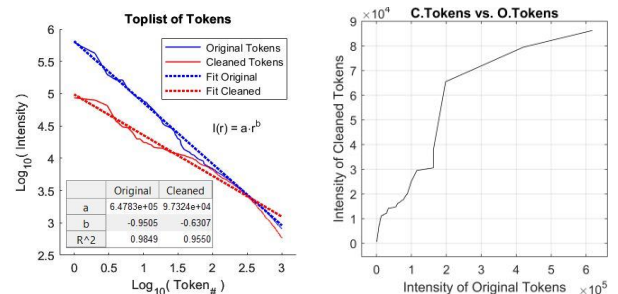 Toplist of Tokens
Log10( Intensity )
6
5.5
5
4.5
4
3.5
3
2.5
Original Tokens
Cleaned Tokens
Fit Original
Fit Cleaned
I(r) = a·r^b
Original Cleaned
a 6.4783e+05 9.7324e+04
b -0.9505 -0.6307
R^2 0.9849 0.9550
0 0.5 1 1.5 2 2.5 3
Log10( Token# )
C.Tokens vs. O.Tokens
×10^4
Intensity of Cleaned Tokens
9
8
7
6
5
4
3
2
1
0
0 1 2 3 4 5 6
Intensity of Original Tokens ×10^5